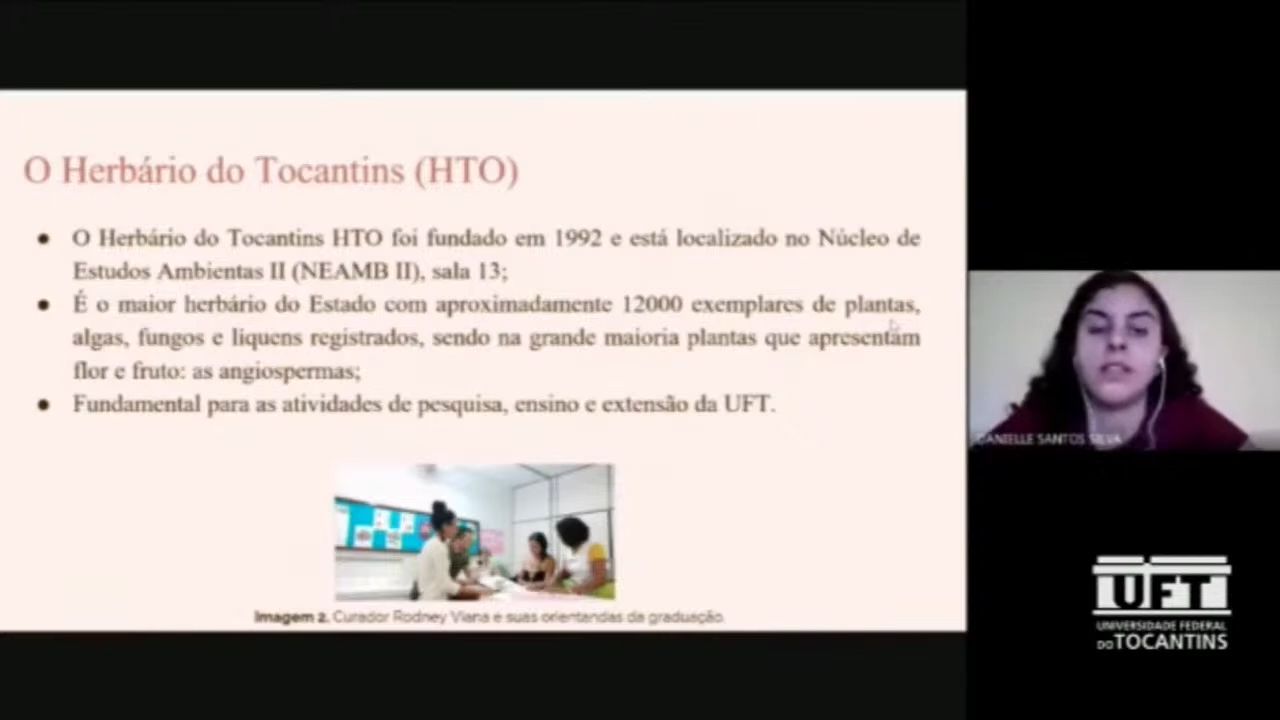 O Herbário do Tocantins (HTO)
● O Herbário do Tocantins HTO foi fundado em 1992 e está localizado no Núcleo de
Estudos Ambientas II (NEAMB II), sala 13;
● É o maior herbário do Estado com aproximadamente 12000 exemplares de plantas,
algas, fungos e liquens registrados, sendo na grande maioria plantas que apresentam
flor e fruto: as angiospermas;
● Fundamental para as atividades de pesquisa, ensino e extensão da UFT.
Imagem 2. Curador Rodney Viana e suas orientandas da graduação.
DANIELLE SANTOS SILVA
UFT
UNIVERSIDADE FEDERAL
DO TOCANTINS